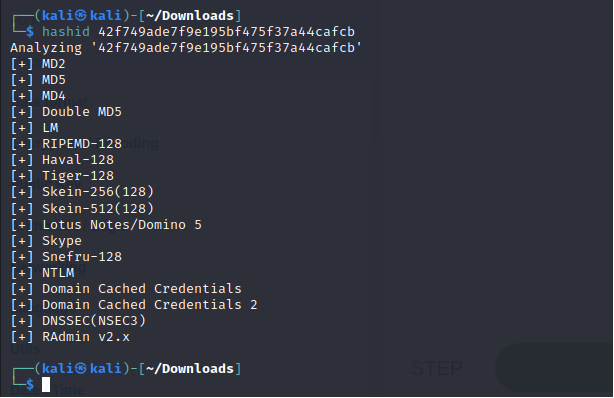 ┌──(kali㉿kali)-[~/Downloads]
└─$ hashid 42f749ade7f9e195bf475f37a44cafcb
Analyzing '42f749ade7f9e195bf475f37a44cafcb'
[+] MD2
[+] MD5
[+] MD4
[+] Double MD5
[+] LM
[+] RIPEMD-128
[+] Haval-128
[+] Tiger-128
[+] Skein-256(128)
[+] Skein-512(128)
[+] Lotus Notes/Domino 5
[+] Skype
[+] Snefru-128
[+] NTLM
[+] Domain Cached Credentials
[+] Domain Cached Credentials 2
[+] DNSSEC(NSEC3)
[+] RAdmin v2.x
┌──(kali㉿kali)-[~/Downloads]
└─$
STEP
Time